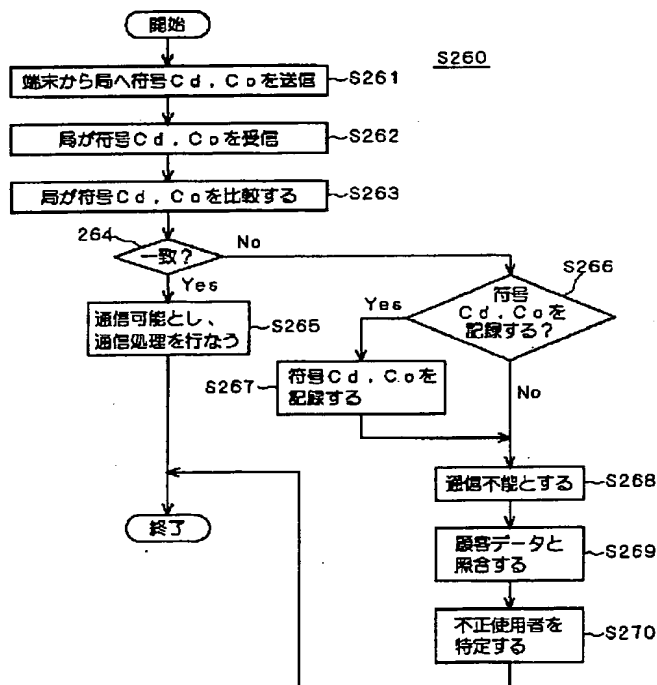 開始
S260
端末から局へ符号Cd，Coを送信
S261
局が符号Cd，Coを受信
S262
局が符号Cd，Coを比較する
S263
264
一致？
No
Yes
通信可能とし、
通信処理を行なう
S265
S266
符号
Cd，Coを
記録する？
Yes
No
S267
符号Cd，Coを
記録する
通信不能とする
S268
顧客データと
照合する
S269
不正使用者を
特定する
S270
終了